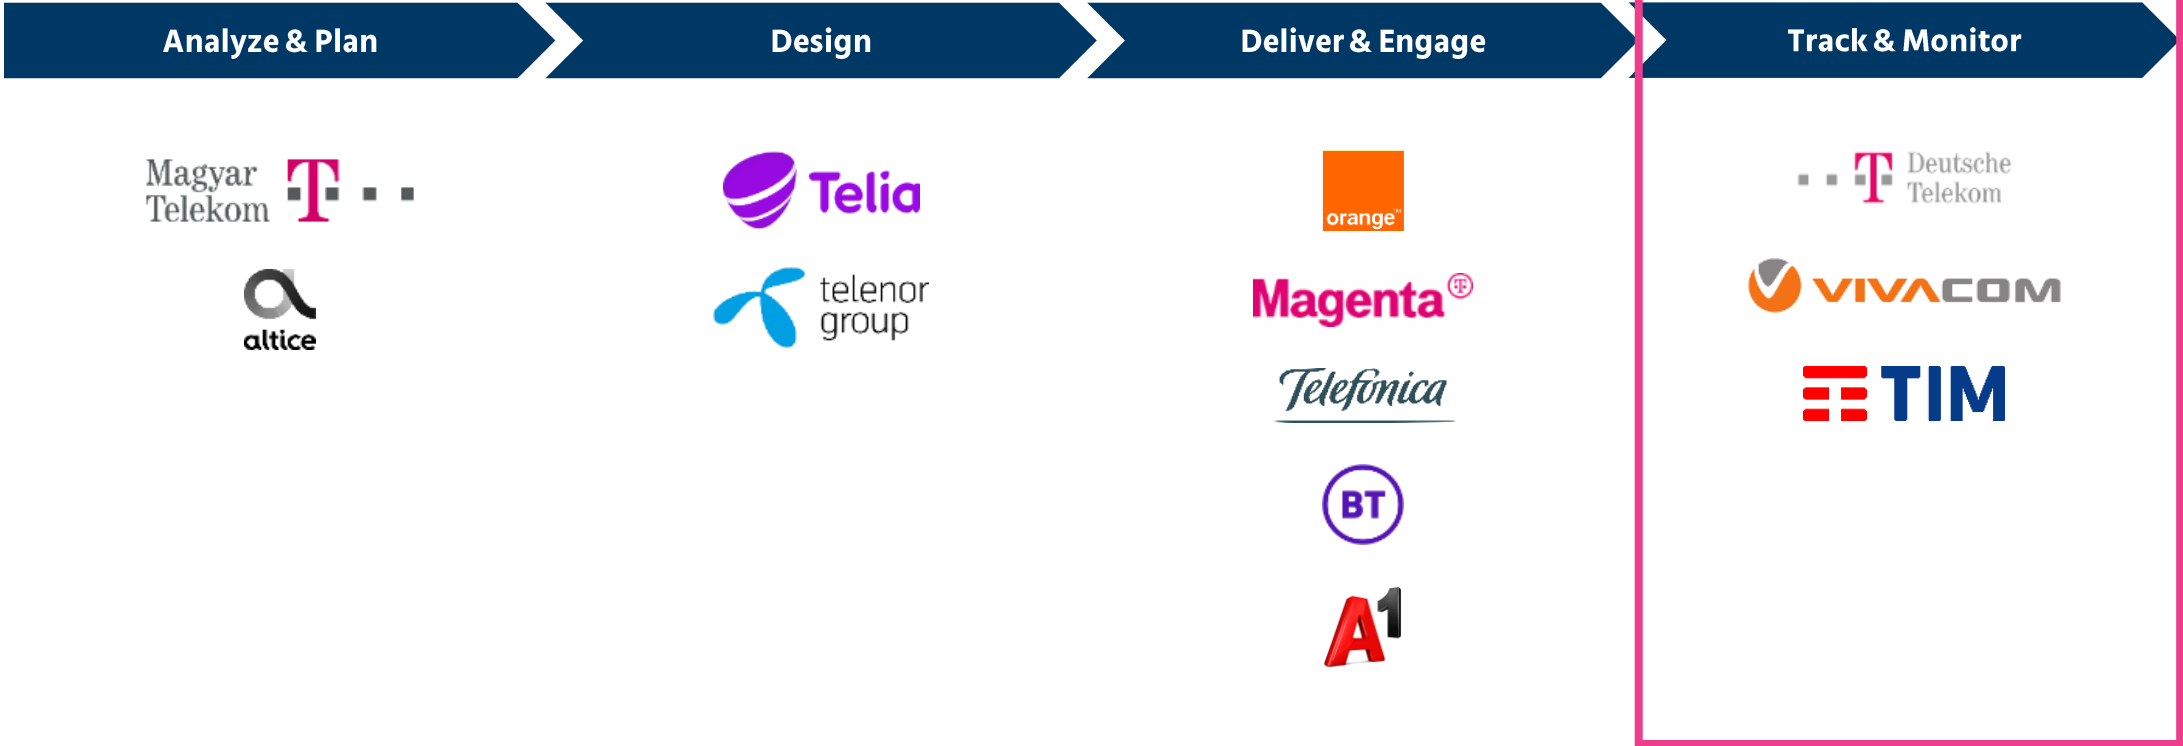 Analyze & Plan
Design
Deliver & Engage
Track & Monitor
Magyar
Telekom
T
altice
Telia
telenor
group
orange™
Magenta T
Telefónica
BT
A1
T Deutsche
Telekom
VIVACOM
TIM